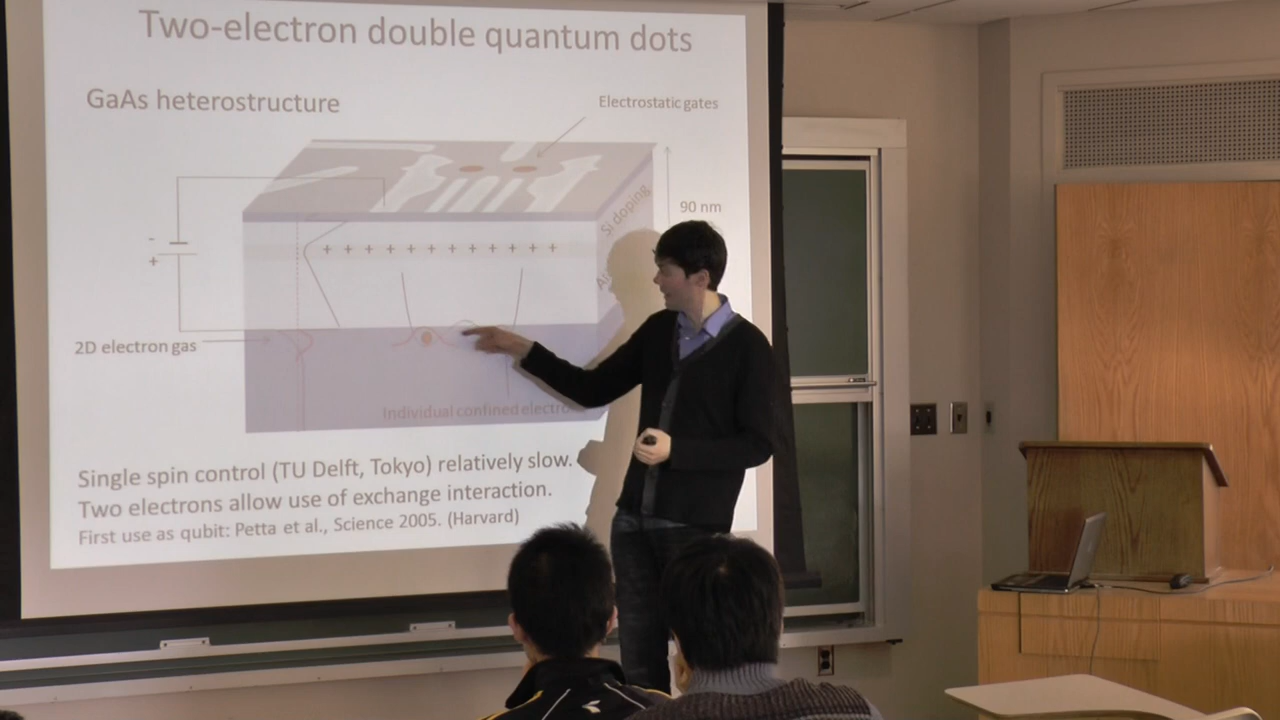 Two-electron double quantum dots
GaAs heterostructure
Electrostatic gates
90 nm
Si doping
-
+
+ + + + + + + + + + + +
2D electron gas
Individual confined
Single spin control (TU Delft, Tokyo) relatively slow.
Two electrons allow use of exchange interaction.
First use as qubit: Petta et al., Science 2005. (Harvard)